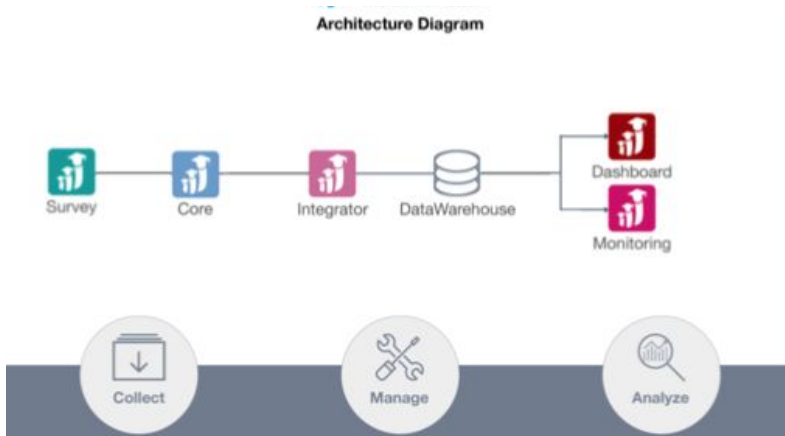 Architecture Diagram
Dashboard
Survey
Core
Integrator
DataWarehouse
Monitoring
Collect
Manage
Analyze